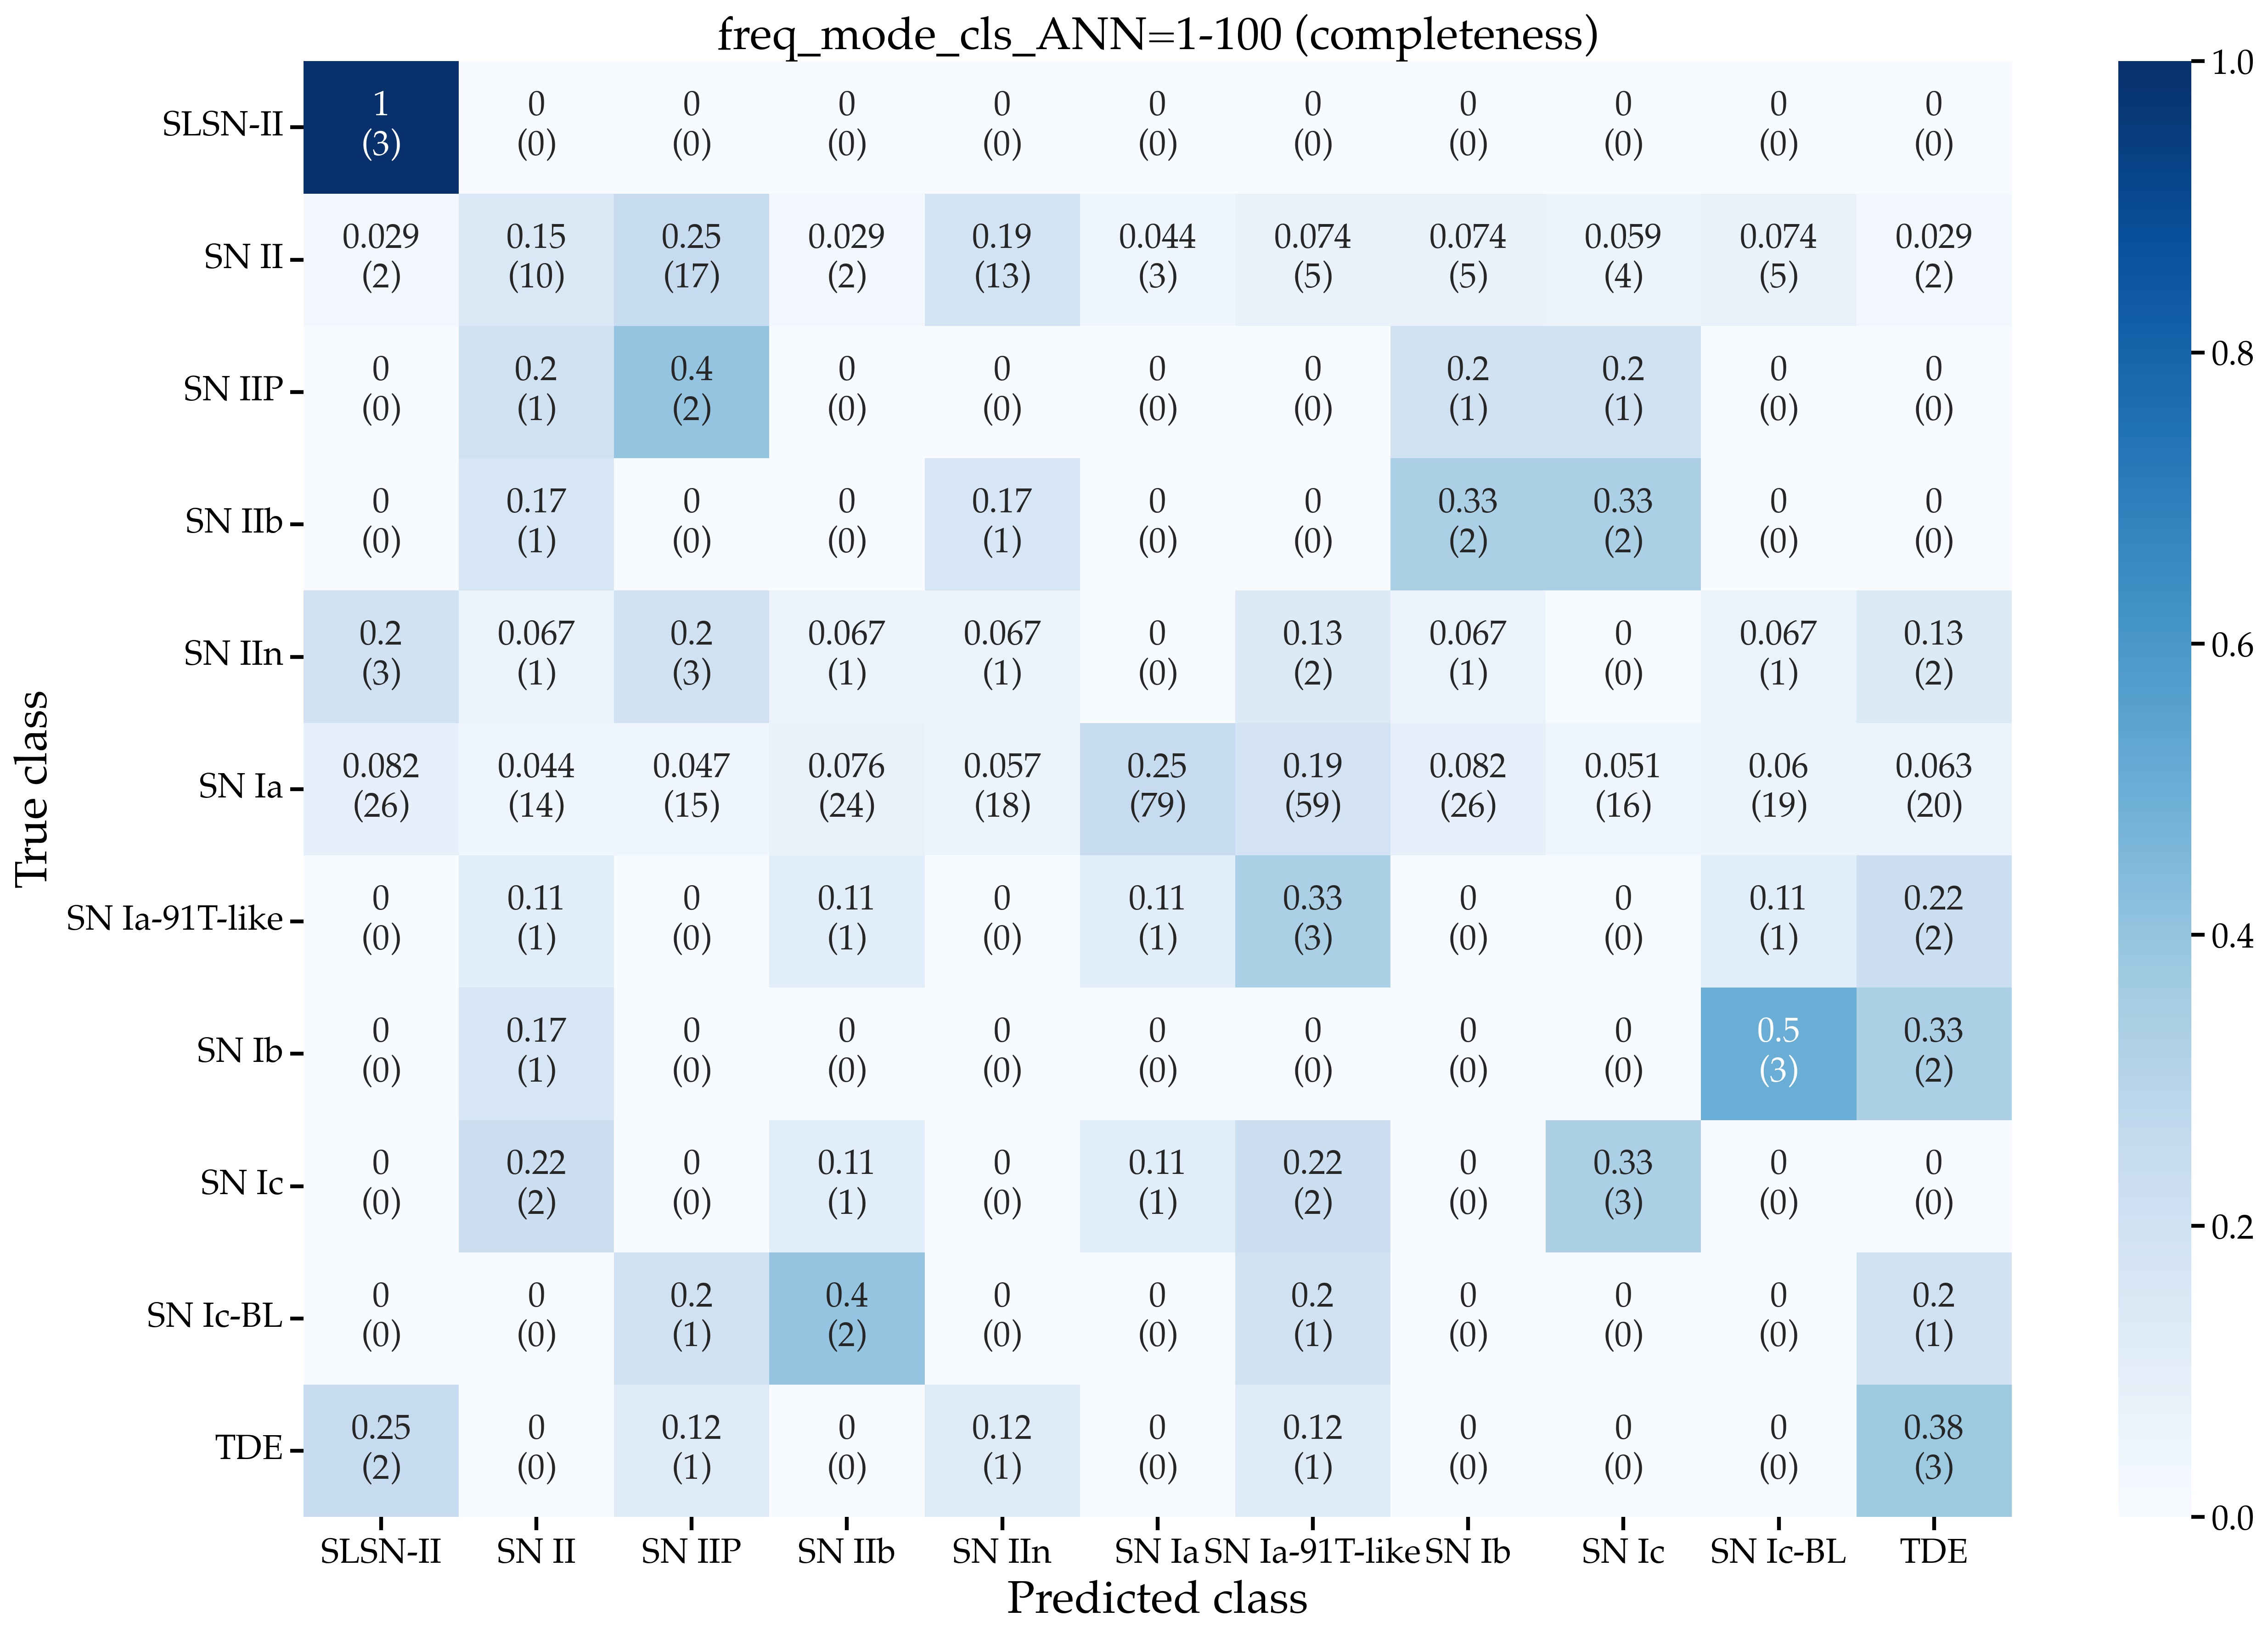 freq_mode_cls_ANN=1-100 (completeness)
SLSN-II 1 0 0 0 0 0 0 0 0 0 0
(3) (0) (0) (0) (0) (0) (0) (0) (0) (0) (0)
SN II 0.029 0.15 0.25 0.029 0.19 0.044 0.074 0.074 0.059 0.074 0.029
(2) (10) (17) (2) (13) (3) (5) (5) (4) (5) (2)
SN IIP 0 0.2 0.4 0 0 0 0 0.2 0.2 0 0
(0) (1) (2) (0) (0) (0) (0) (1) (1) (0) (0)
SN IIb 0 0.17 0 0 0.17 0 0 0.33 0.33 0 0
(0) (1) (0) (0) (1) (0) (0) (2) (2) (0) (0)
SN IIn 0.2 0.067 0.2 0.067 0.067 0 0.13 0.067 0 0.067 0.13
(3) (1) (3) (1) (1) (0) (2) (1) (0) (1) (2)
SN Ia 0.082 0.044 0.047 0.076 0.057 0.25 0.19 0.082 0.051 0.06 0.063
(26) (14) (15) (24) (18) (79) (59) (26) (16) (19) (20)
SN Ia-91T-like 0 0.11 0 0.11 0 0.11 0.33 0 0 0.11 0.22
(0) (1) (0) (1) (0) (1) (3) (0) (0) (1) (2)
SN Ib 0 0.17 0 0 0 0 0 0 0 0.5 0.33
(0) (1) (0) (0) (0) (0) (0) (0) (0) (3) (2)
SN Ic 0 0.22 0 0.11 0 0.11 0.22 0 0.33 0 0
(0) (2) (0) (1) (0) (1) (2) (0) (3) (0) (0)
SN Ic-BL 0 0 0.2 0.4 0 0 0.2 0 0 0 0.2
(0) (0) (1) (2) (0) (0) (1) (0) (0) (0) (1)
TDE 0.25 0 0.12 0 0.12 0 0.12 0 0 0 0.38
(2) (0) (1) (0) (1) (0) (1) (0) (0) (0) (3)
SLSN-II SN II SN IIP SN IIb SN IIn SN Ia SN Ia-91T-like SN Ib SN Ic SN Ic-BL TDE
Predicted class
True class
1.0
0.8
0.6
0.4
0.2
0.0